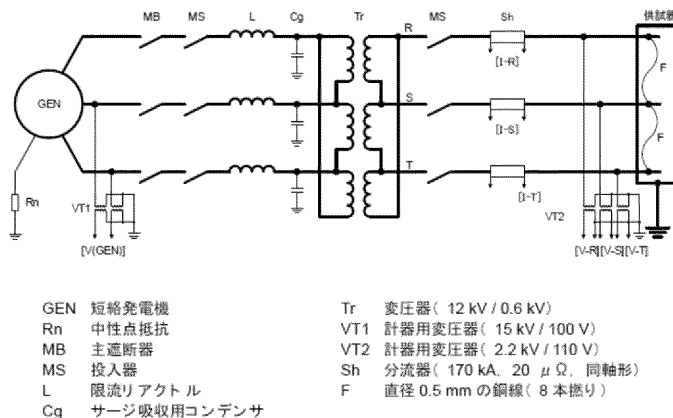 MB MS L Cg Tr MS Sh 供試器
R
[I-R]
F
GEN
S
[I-S]
F
T
[I-T]
Rn
VT1
VT2
[V(GEN)]
[V-R][V-S][V-T]
GEN 短絡発電機
Rn 中性点抵抗
MB 主遮断器
MS 投入器
L 限流リアクトル
Cg サージ吸収用コンデンサ
Tr 変圧器( 12 kV / 0.6 kV)
VT1 計器用変圧器( 15 kV / 100 V)
VT2 計器用変圧器( 2.2 kV / 110 V)
Sh 分流器( 170 kA, 20 μΩ, 同軸形)
F 直径 0.5 mm の銅線( 8 本撚り)